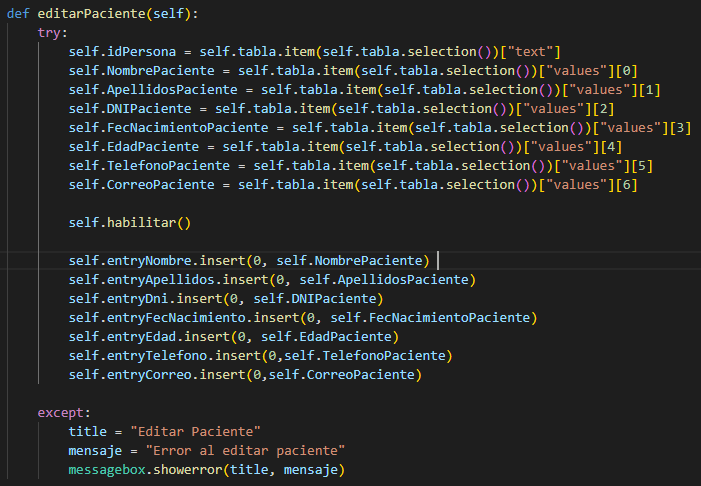 def editarPaciente(self):
    try:
        self.idPersona = self.tabla.item(self.tabla.selection())["text"]
        self.NombrePaciente = self.tabla.item(self.tabla.selection())["values"][0]
        self.ApellidosPaciente = self.tabla.item(self.tabla.selection())["values"][1]
        self.DNIPaciente = self.tabla.item(self.tabla.selection())["values"][2]
        self.FecNacimientoPaciente = self.tabla.item(self.tabla.selection())["values"][3]
        self.EdadPaciente = self.tabla.item(self.tabla.selection())["values"][4]
        self.TelefonoPaciente = self.tabla.item(self.tabla.selection())["values"][5]
        self.CorreoPaciente = self.tabla.item(self.tabla.selection())["values"][6]

        self.habilitar()

        self.entryNombre.insert(0, self.NombrePaciente)
        self.entryApellidos.insert(0, self.ApellidosPaciente)
        self.entryDni.insert(0, self.DNIPaciente)
        self.entryFecNacimiento.insert(0, self.FecNacimientoPaciente)
        self.entryEdad.insert(0, self.EdadPaciente)
        self.entryTelefono.insert(0,self.TelefonoPaciente)
        self.entryCorreo.insert(0,self.CorreoPaciente)

    except:
        title = "Editar Paciente"
        mensaje = "Error al editar paciente"
        messagebox.showerror(title, mensaje)